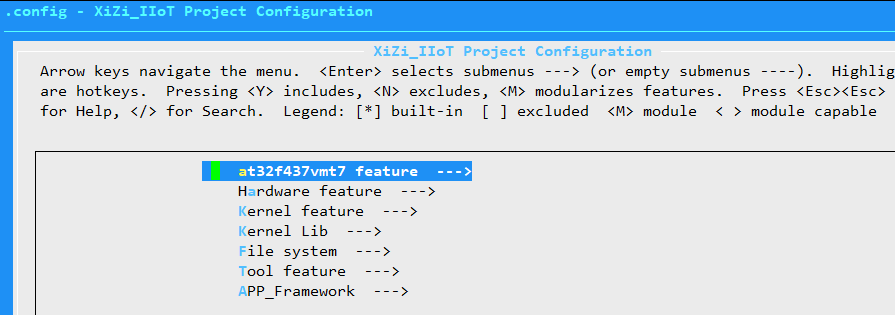 .config - XiZi_IIoT Project Configuration
XiZi_IIoT Project Configuration
Arrow keys navigate the menu.  <Enter> selects submenus ---> (or empty submenus ----).  Highlig
are hotkeys.  Pressing <Y> includes, <N> excludes, <M> modularizes features.  Press <Esc><Esc>
for Help, </> for Search.  Legend: [*] built-in  [ ] excluded  <M> module  < > module capable
at32f437vmt7 feature  --->
Hardware feature  --->
Kernel feature  --->
Kernel Lib  --->
File system  --->
Tool feature  --->
APP_Framework  --->